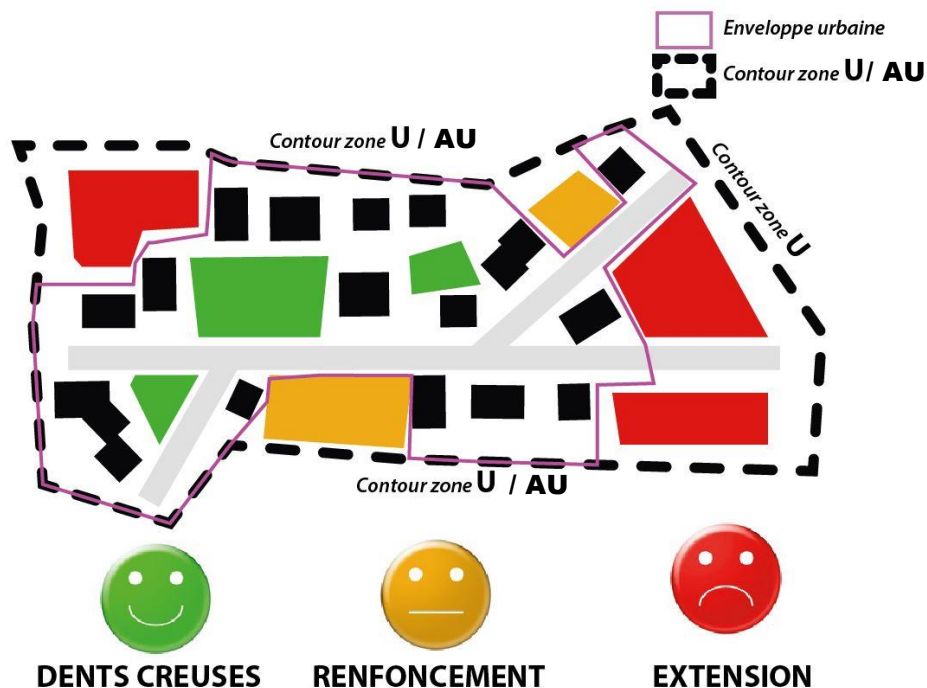 Enveloppe urbaine
Contour zone U/ AU
Contour zone U / AU
Contour zone U
Contour zone U / AU
DENTS CREUSES
RENFONCEMENT
EXTENSION